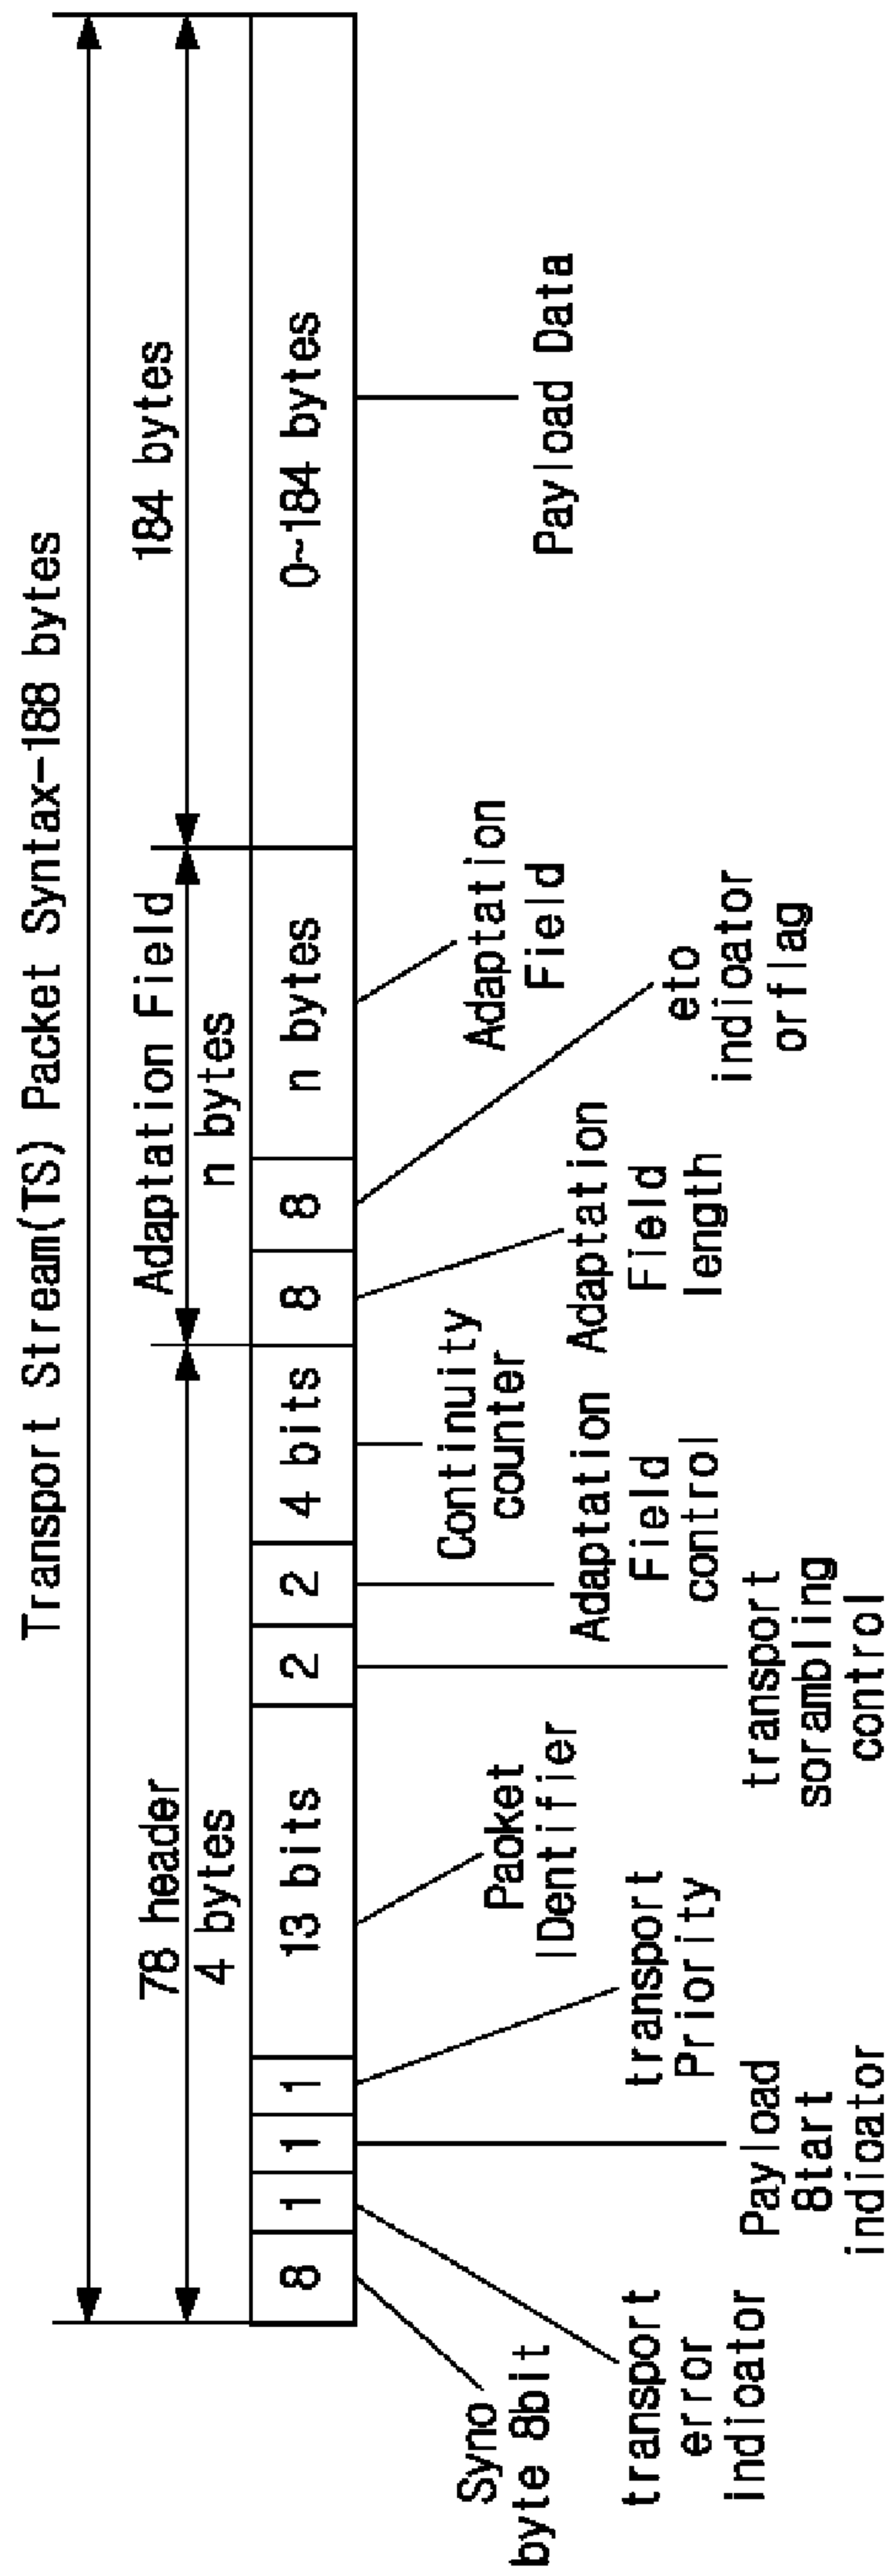 Transport Stream(TS) Packet Syntax-188 bytes
78 header
4 bytes
Adaptation Field
n bytes
184 bytes
8
1
1
1
13 bits
2
2
4 bits
8
8
n bytes
0~184 bytes
Syno
byte 8bit
transport
error
indioator
Payload
8tart
indioator
transport
Priority
Paoket
IDentifier
transport
sorambling
control
Adaptation
Field
control
Continuity
counter
Adaptation
Field
length
eto
indioator
orflag
Adaptation
Field
Payload Data